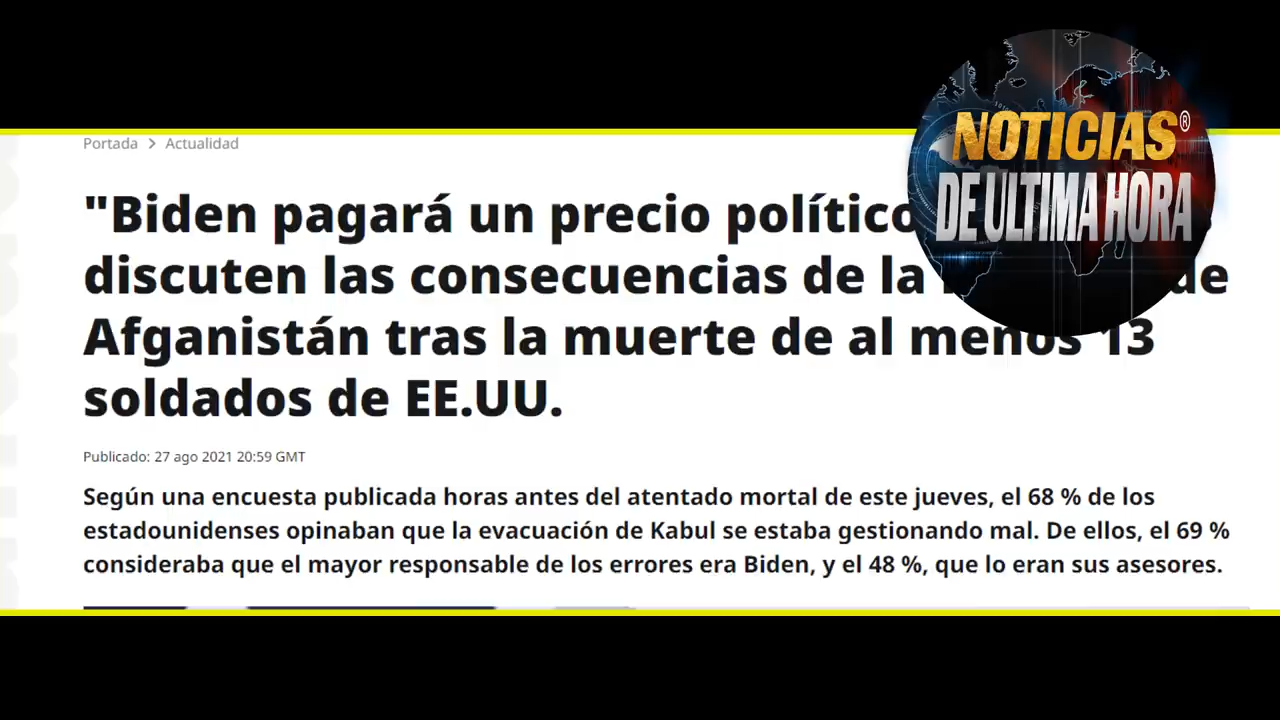 NOTICIAS®
DE ULTIMA HORA
Portada > Actualidad
"Biden pagará un precio político
discuten las consecuencias de la de
Afganistán tras la muerte de al menos 13
soldados de EE.UU.
Publicado: 27 ago 2021 20:59 GMT
Según una encuesta publicada horas antes del atentado mortal de este jueves, el 68 % de los
estadounidenses opinaban que la evacuación de Kabul se estaba gestionando mal. De ellos, el 69 %
consideraba que el mayor responsable de los errores era Biden, y el 48 %, que lo eran sus asesores.